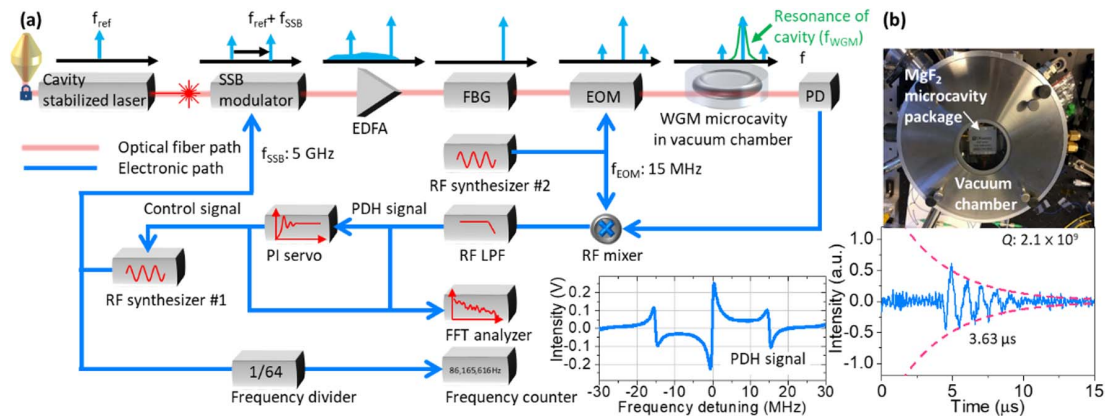 (a)
f_ref
f_ref+ f_SSB
Resonance
of cavity (f_WGM)
f
Cavity
stabilized laser
SSB
modulator
EDFA
FBG
EOM
WGM microcavity
in vacuum chamber
PD
Optical fiber path
Electronic path
f_SSB: 5 GHz
RF synthesizer #2
f_EOM: 15 MHz
Control signal
PDH signal
PI servo
RF LPF
RF mixer
RF synthesizer #1
FFT analyzer
1/64
Frequency divider
86,165,616Hz
Frequency counter
Intensity (V)
0.2
0.1
0.0
-0.1
-0.2
PDH signal
-30
-20
-10
0
10
20
30
Frequency detuning (MHz)
(b)
MgF2
microcavity
package
Vacuum
chamber
Q: 2.1 x 10⁹
Intensity (a.u.)
1.0
0.5
0.0
-0.5
-1.0
3.63 μs
0
5
10
15
Time (μs)